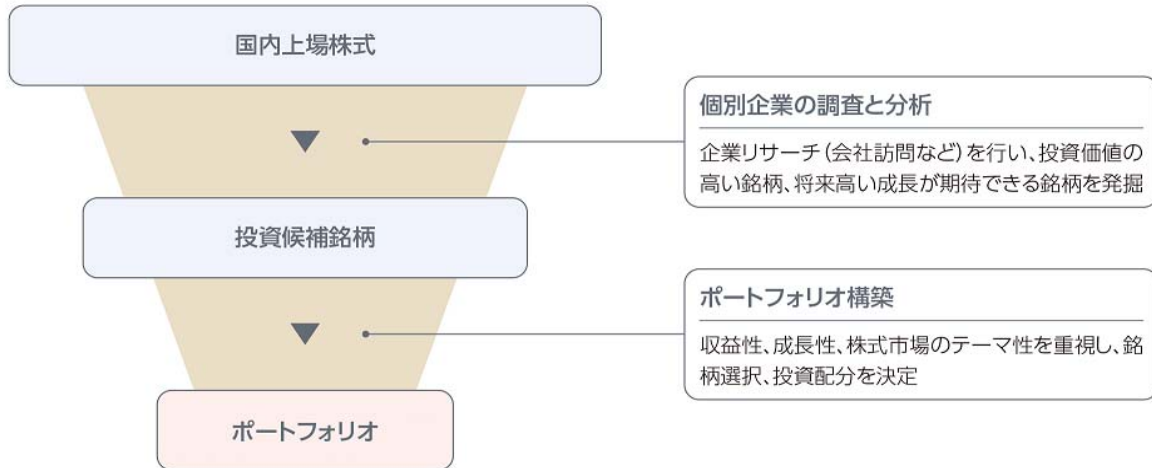 国内上場株式
個別企業の調査と分析
企業リサーチ(会社訪問など)を行い、投資価値の
高い銘柄、将来高い成長が期待できる銘柄を発掘
投資候補銘柄
ポートフォリオ構築
収益性、成長性、株式市場のテーマ性を重視し、銘
柄選択、投資配分を決定
ポートフォリオ